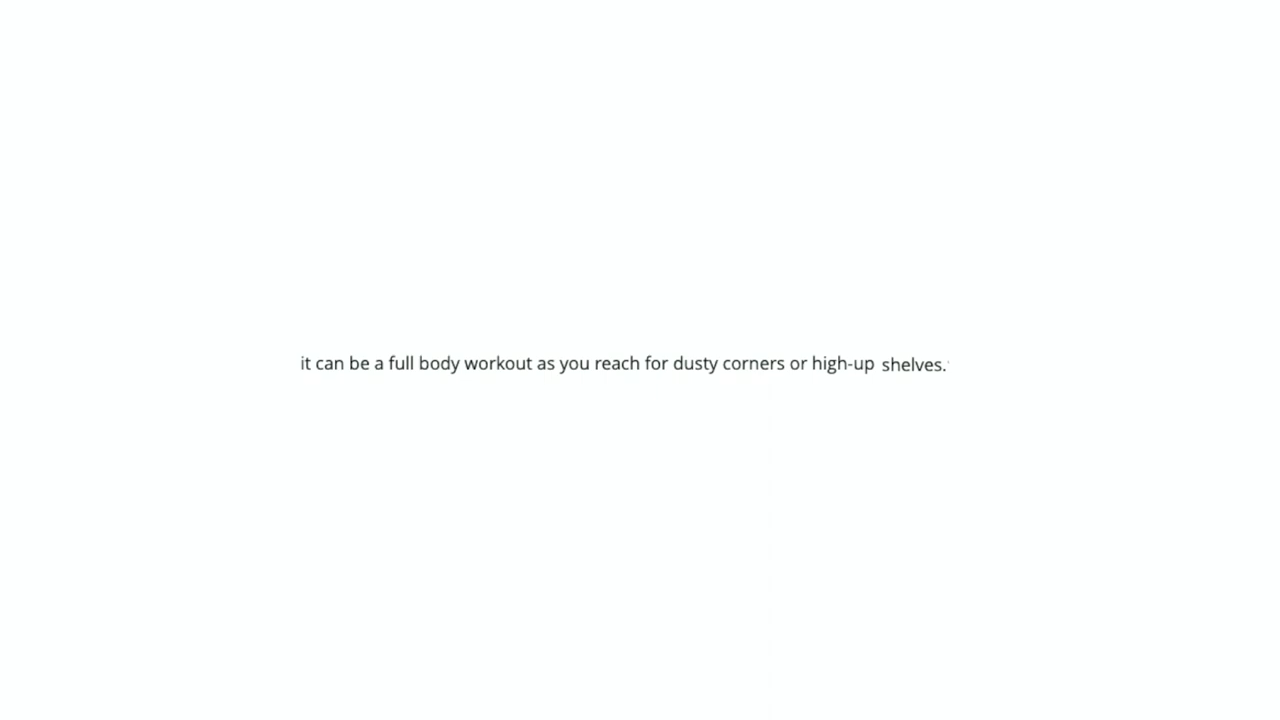 it can be a full body workout as you reach for dusty corners or high-up shelves.